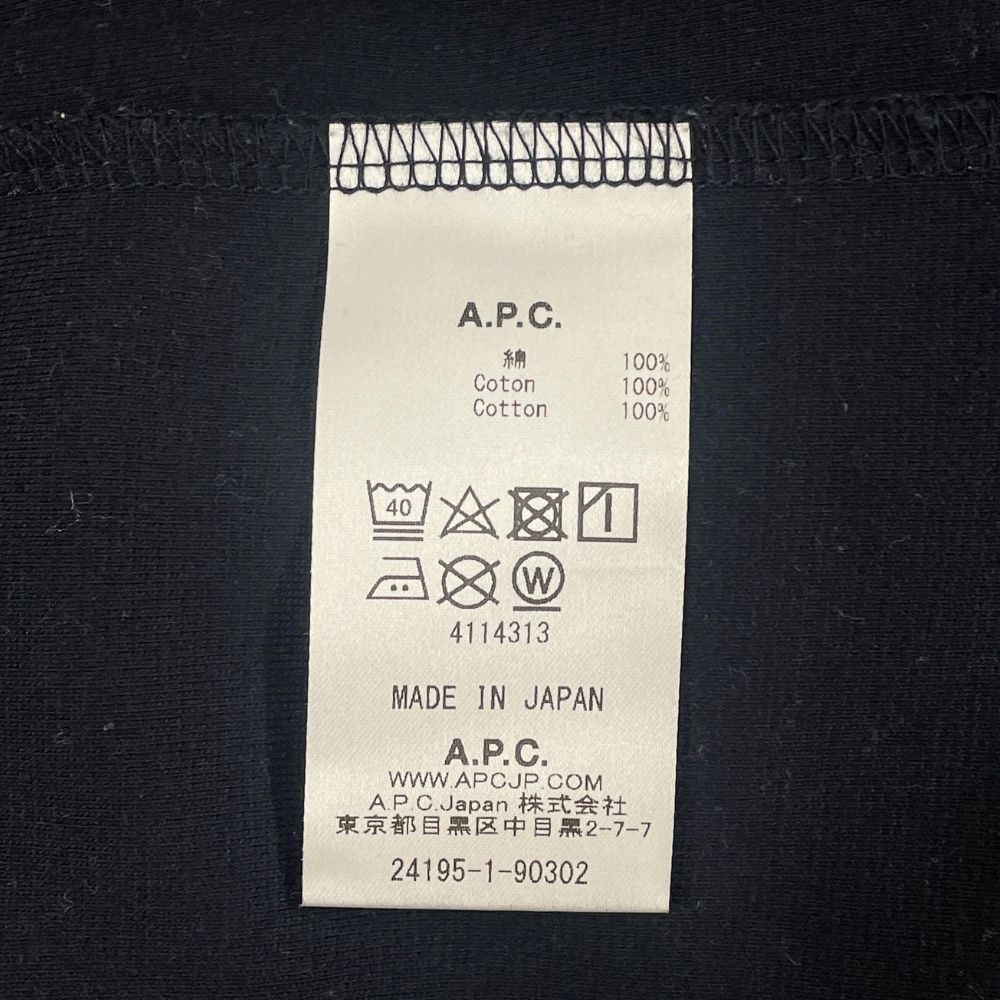 A.P.C.
綿 100%
Coton 100%
Cotton 100%
40
W
4114313
MADE IN JAPAN
A.P.C.
WWW.APCJP.COM
A.P.C.Japan 株式会社
東京都目黒区中目黒2-7-7
24195-1-90302